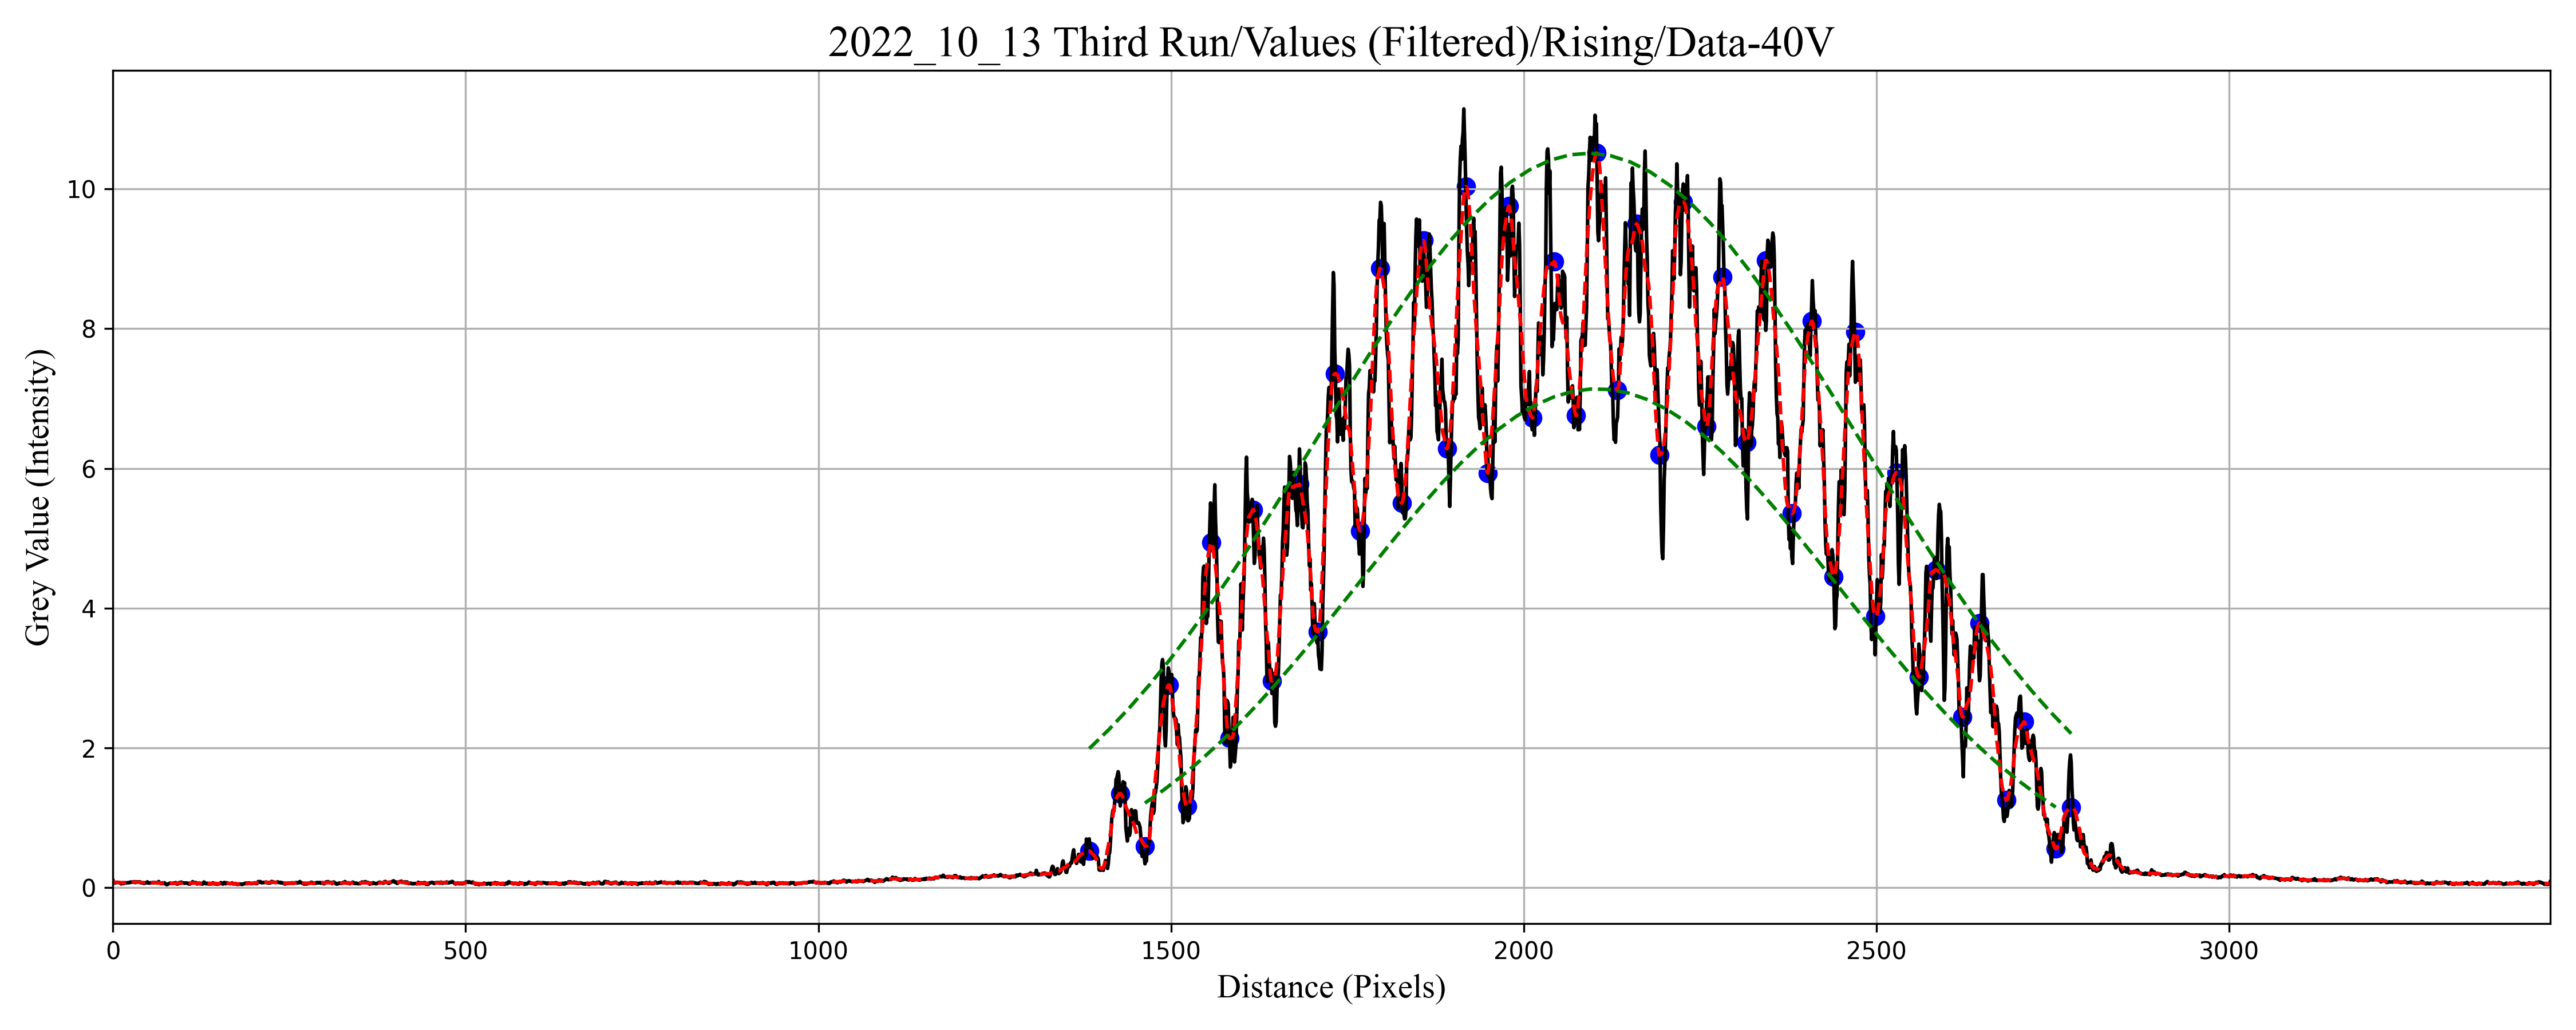 2022_10_13 Third Run/Values (Filtered)/Rising/Data-40V
Grey Value (Intensity)
10
8
6
4
2
0
0 500 1000 1500 2000 2500 3000
Distance (Pixels)